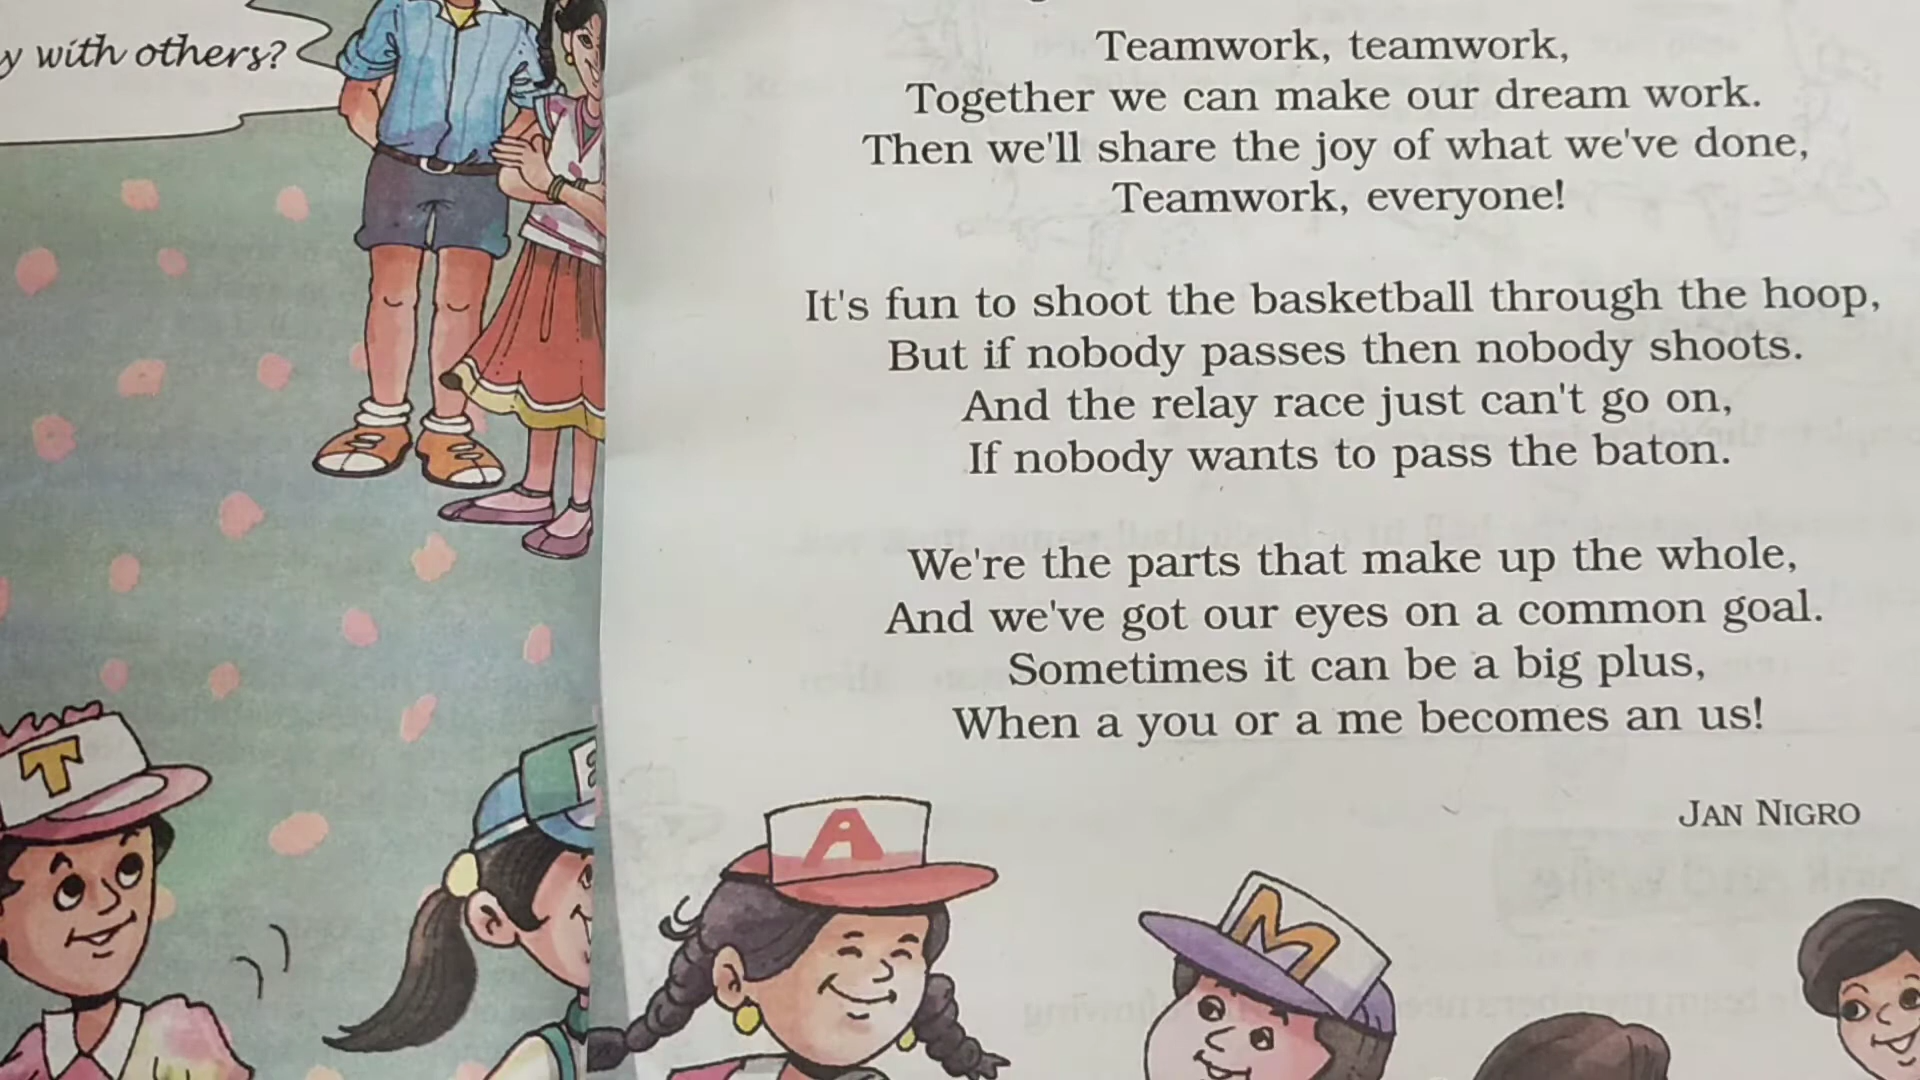 with others?
Teamwork, teamwork,
Together we can make our dream work.
Then we'll share the joy of what we've done,
Teamwork, everyone!
It's fun to shoot the basketball through the hoop,
But if nobody passes then nobody shoots.
And the relay race just can't go on,
If nobody wants to pass the baton.
We're the parts that make up the whole,
And we've got our eyes on a common goal.
Sometimes it can be a big plus,
When a you or a me becomes an us!
JAN NIGRO
T
A
M